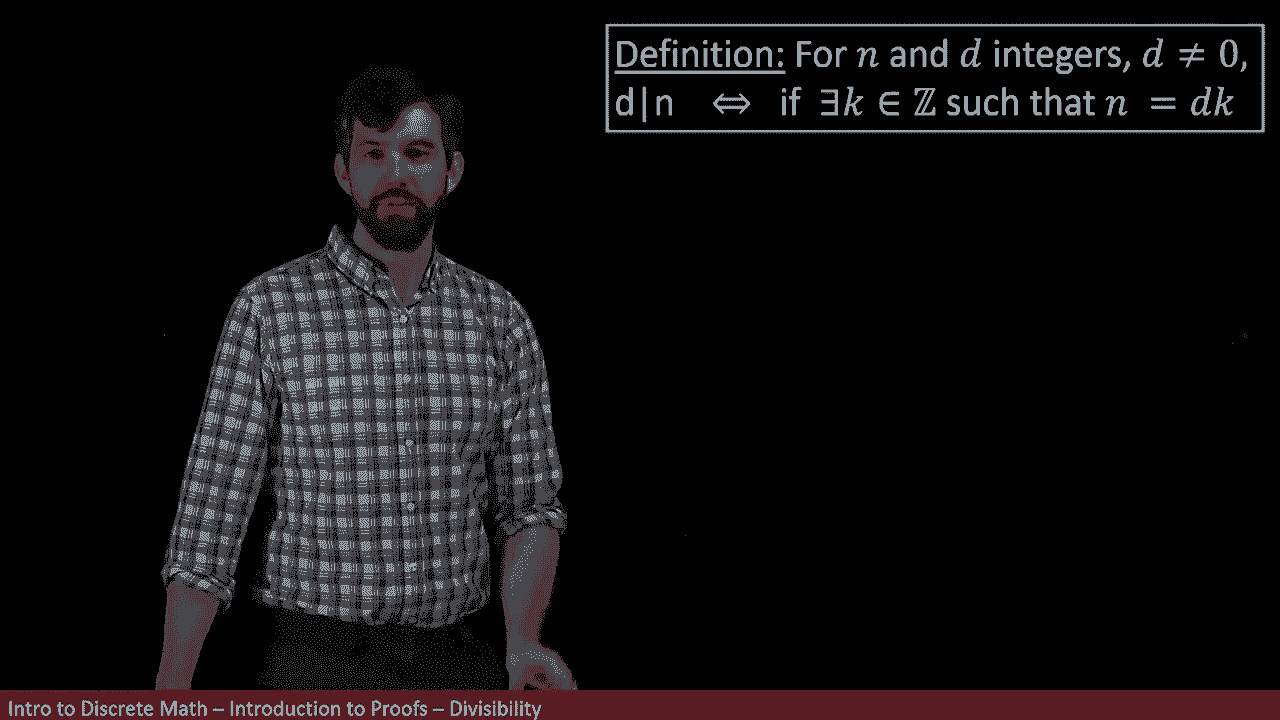 Definition: For n and d integers, d ≠ 0,
d|n ⇔ if ∃k ∈ ℤ such that n = dk
Intro to Discrete Math – Introduction to Proofs – Divisibility